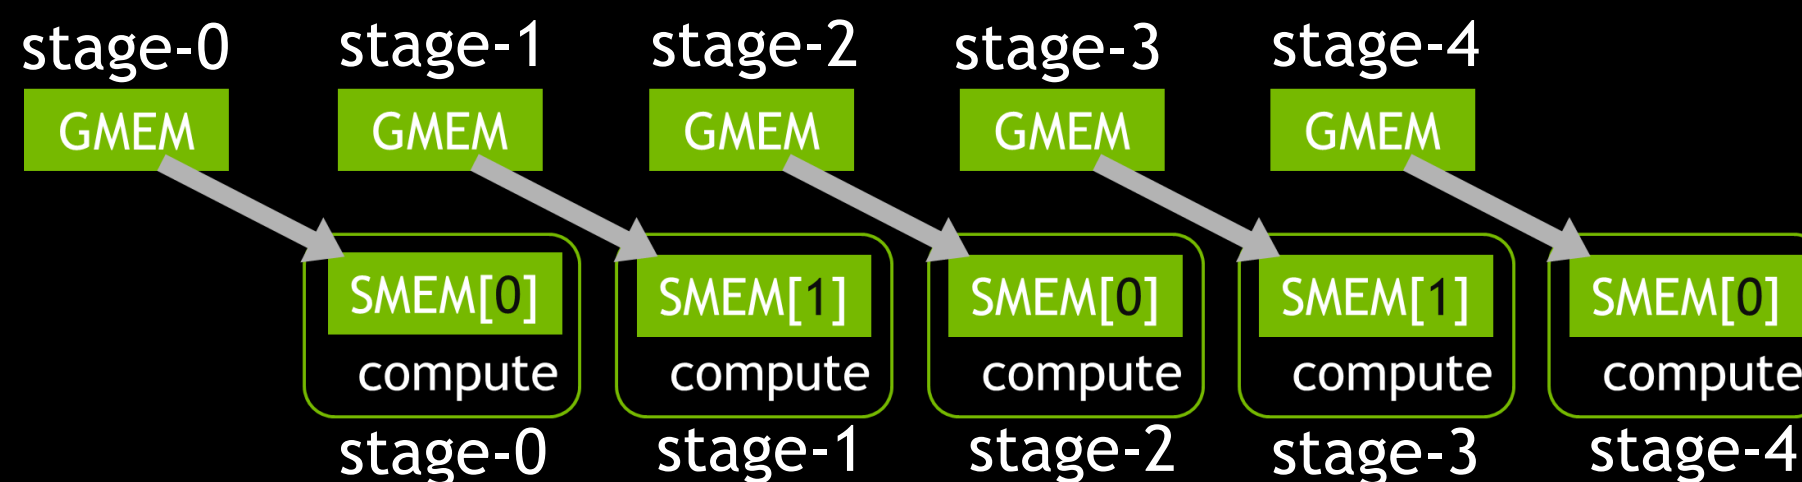 stage-0 stage-1 stage-2 stage-3 stage-4
GMEM GMEM GMEM GMEM GMEM
SMEM[0] SMEM[1] SMEM[0] SMEM[1] SMEM[0]
compute compute compute compute compute
stage-0 stage-1 stage-2 stage-3 stage-4